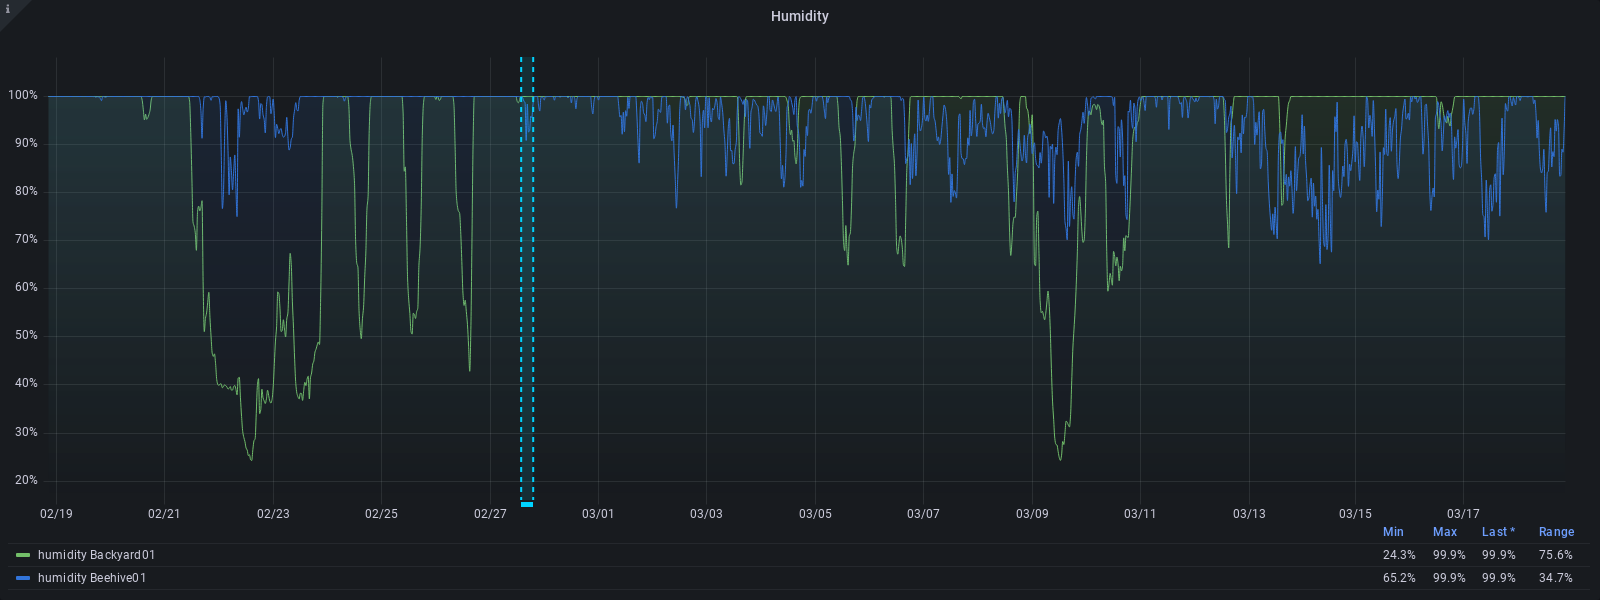 i
Humidity
100%
90%
80%
70%
60%
50%
40%
30%
20%
02/19 02/21 02/23 02/25 02/27 03/01 03/03 03/05 03/07 03/09 03/11 03/13 03/15 03/17
Min Max Last * Range
humidity Backyard01 24.3% 99.9% 99.9% 75.6%
humidity Beehive01 65.2% 99.9% 99.9% 34.7%